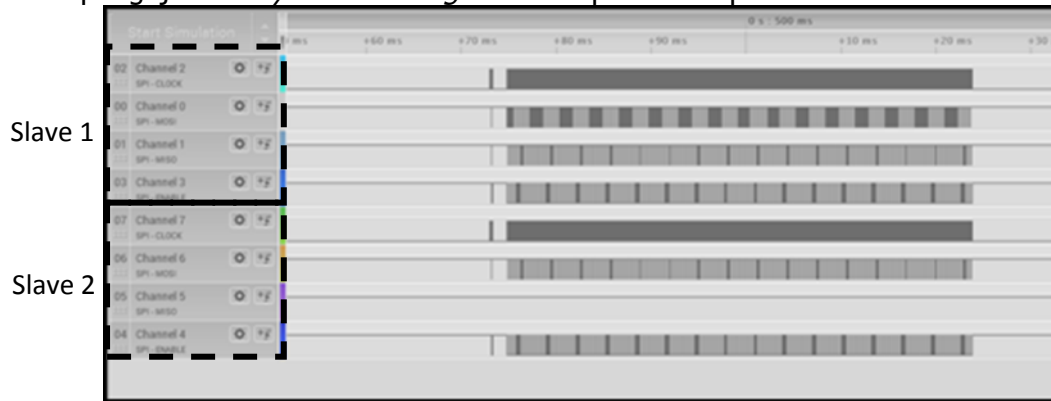 0 s : 500 ms
Start Simulation
+60 ms +70 ms +80 ms +90 ms +10 ms +20 ms +30
02 Channel 2
SPI - CLOCK
00 Channel 0
SPI - MOSI
Slave 1
01 Channel 1
SPI - MISO
03 Channel 3
SPI - ENABLE
07 Channel 7
SPI - CLOCK
06 Channel 6
SPI - MOSI
Slave 2
05 Channel 5
SPI - MISO
04 Channel 4
SPI - ENABLE